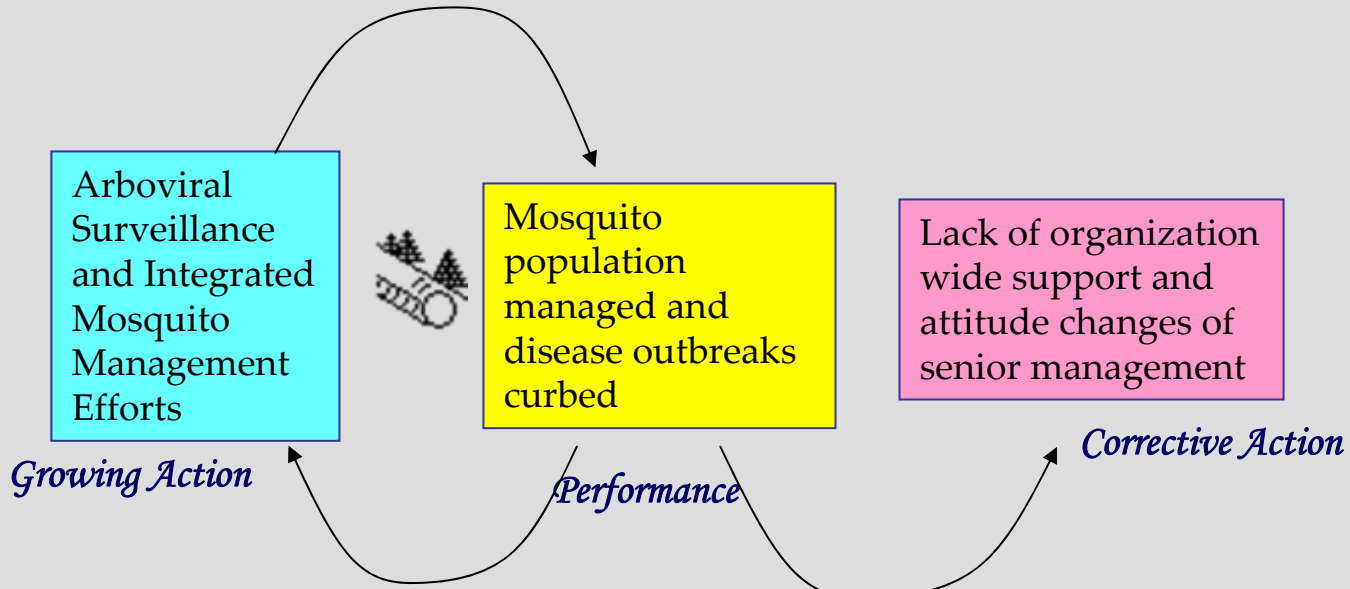 Arboviral
Surveillance
and Integrated
Mosquito
Management
Efforts
Growing Action
Mosquito
population
managed and
disease outbreaks
curbed
Performance
Lack of organization
wide support and
attitude changes of
senior management
Corrective Action